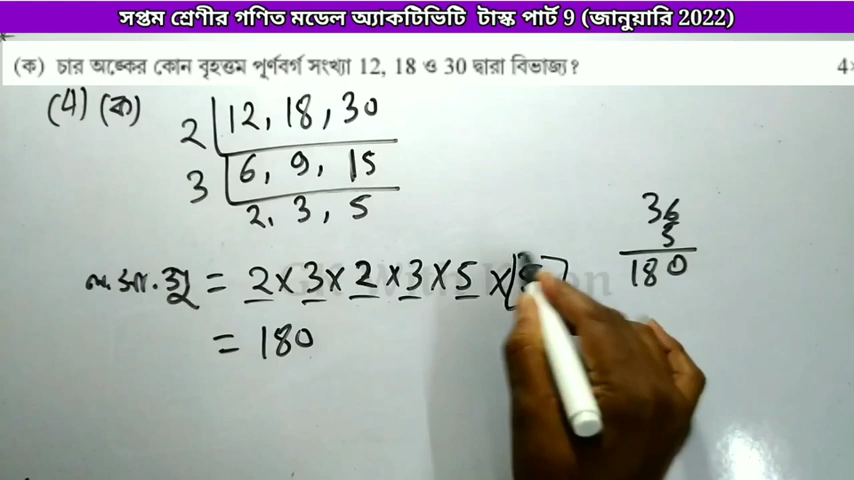 সপ্তম শ্রেণীর গণিত মডেল অ্যাকটিভিটি টাস্ক পার্ট 9 (জানুয়ারি 2022)
(ক) চার অঙ্কের কোন বৃহত্তম পূর্ণবর্গ সংখ্যা 12, 18 ও 30 দ্বারা বিভাজ্য? 4
(4) (ক)
2 12, 18, 30
3 6, 9, 15
2, 3, 5
36
5
180
ল.সা.গু = 2 × 3 × 2 × 3 × 5 ×
= 180